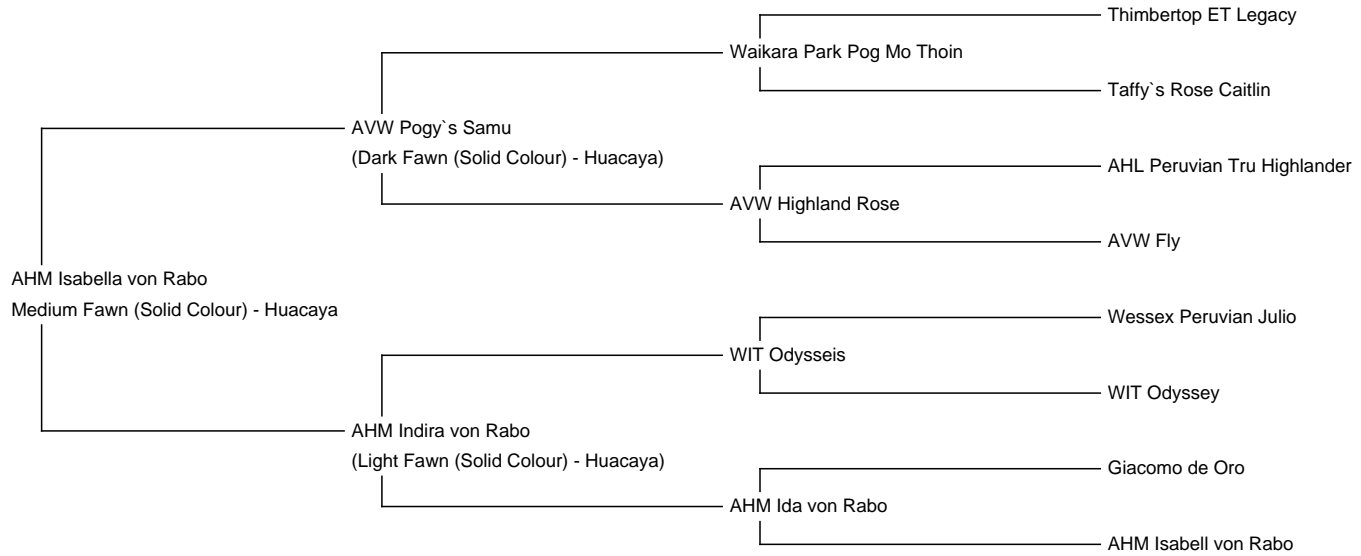 Thimbertop ET Legacy
Waikara Park Pog Mo Thoin
Taffy`s Rose Caitlin
AVW Pogy`s Samu
(Dark Fawn (Solid Colour) - Huacaya)
AHL Peruvian Tru Highlander
AVW Highland Rose
AVW Fly
AHM Isabella von Rabo
Medium Fawn (Solid Colour) - Huacaya
Wessex Peruvian Julio
WIT Odysseis
WIT Odyssey
AHM Indira von Rabo
(Light Fawn (Solid Colour) - Huacaya)
Giacomo de Oro
AHM Ida von Rabo
AHM Isabell von Rabo